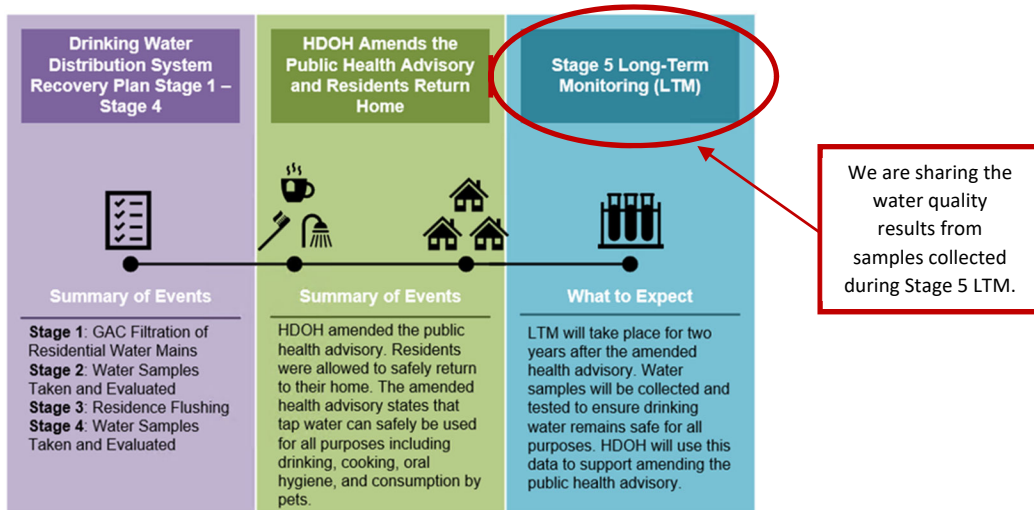 Drinking Water
Distribution System
Recovery Plan Stage 1 –
Stage 4
HDOH Amends the
Public Health Advisory
and Residents Return
Home
Stage 5 Long-Term
Monitoring (LTM)
We are sharing the
water quality
results from
samples collected
during Stage 5 LTM.
Summary of Events
Stage 1: GAC Filtration of
Residential Water Mains
Stage 2: Water Samples
Taken and Evaluated
Stage 3: Residence Flushing
Stage 4: Water Samples
Taken and Evaluated
Summary of Events
HDOH amended the public
health advisory. Residents
were allowed to safely return
to their home. The amended
health advisory states that
tap water can safely be used
for all purposes including
drinking, cooking, oral
hygiene, and consumption by
pets.
What to Expect
LTM will take place for two
years after the amended
health advisory. Water
samples will be collected and
tested to ensure drinking
water remains safe for all
purposes. HDOH will use this
data to support amending the
public health advisory.